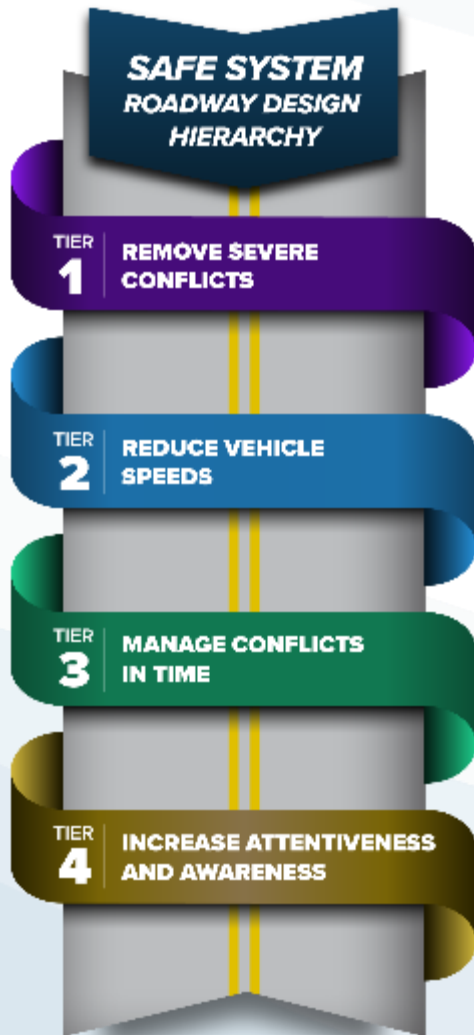 SAFE SYSTEM
ROADWAY DESIGN
HIERARCHY
TIER
1
REMOVE SEVERE
CONFLICTS
TIER
2
REDUCE VEHICLE
SPEEDS
TIER
3
MANAGE CONFLICTS
IN TIME
TIER
4
INCREASE ATTENTIVENESS
AND AWARENESS